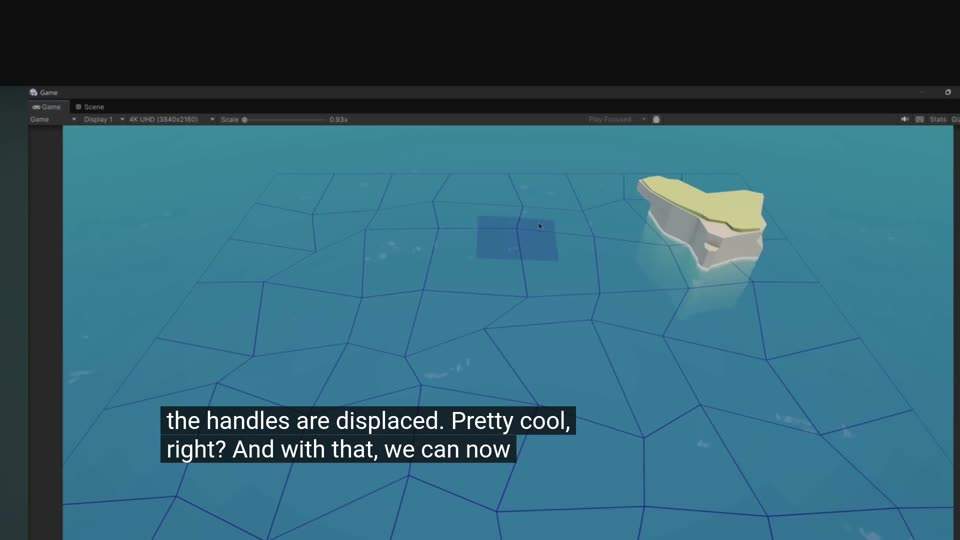 Game
Game Scene
Game Display 1 4K UHD (3840x2160) Scale 0.93x Play Focused Stats
the handles are displaced. Pretty cool,
right? And with that, we can now